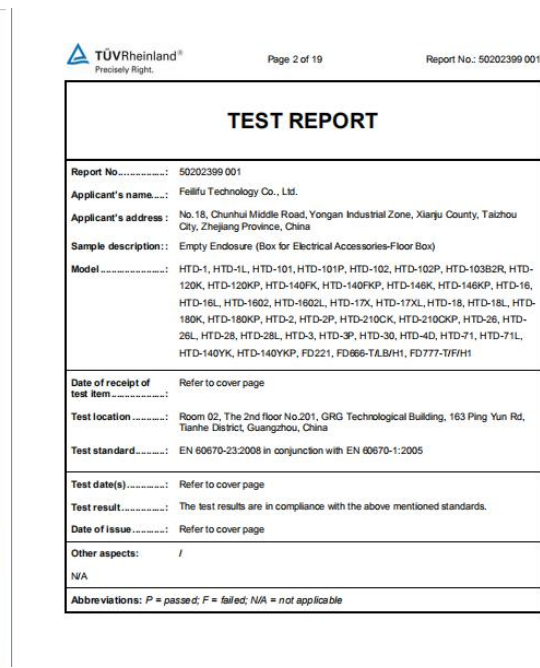 TÜVRheinland®
Precisely Right.
Page 2 of 19
Report No.: 50202399 001
TEST REPORT
Report No................: 50202399 001
Applicant's name.....: Feilifu Technology Co., Ltd.
Applicant's address : No.18, Chunhui Middle Road, Yongan Industrial Zone, Xianju County, Taizhou
City, Zhejiang Province, China
Sample description: : Empty Enclosure (Box for Electrical Accessories-Floor Box)
Model .......................: HTD-1, HTD-1L, HTD-101, HTD-101P, HTD-102, HTD-102P, HTD-103B2R, HTD-
120K, HTD-120KP, HTD-140FK, HTD-140FKP, HTD-146K, HTD-146KP, HTD-16,
HTD-16L, HTD-1602, HTD-1602L, HTD-17X, HTD-17XL, HTD-18, HTD-18L, HTD-
180K, HTD-180KP, HTD-2, HTD-2P, HTD-210CK, HTD-210CKP, HTD-26, HTD-
26L, HTD-28, HTD-28L, HTD-3, HTD-3P, HTD-30, HTD-4D, HTD-71, HTD-71L,
HTD-140YK, HTD-140YKP, FD221, FD666-T/LB/H1, FD777-T/F/H1
Date of receipt of
test item ...................: Refer to cover page
Test location ............: Room 02, The 2nd floor No.201, GRG Technological Building, 163 Ping Yun Rd,
Tianhe District, Guangzhou, China
Test standard...........: EN 60670-23:2008 in conjunction with EN 60670-1:2005
Test date(s) .............: Refer to cover page
Test result................: The test results are in compliance with the above mentioned standards.
Date of issue ...........: Refer to cover page
Other aspects: /
N/A
Abbreviations: P = passed; F = failed; N/A = not applicable